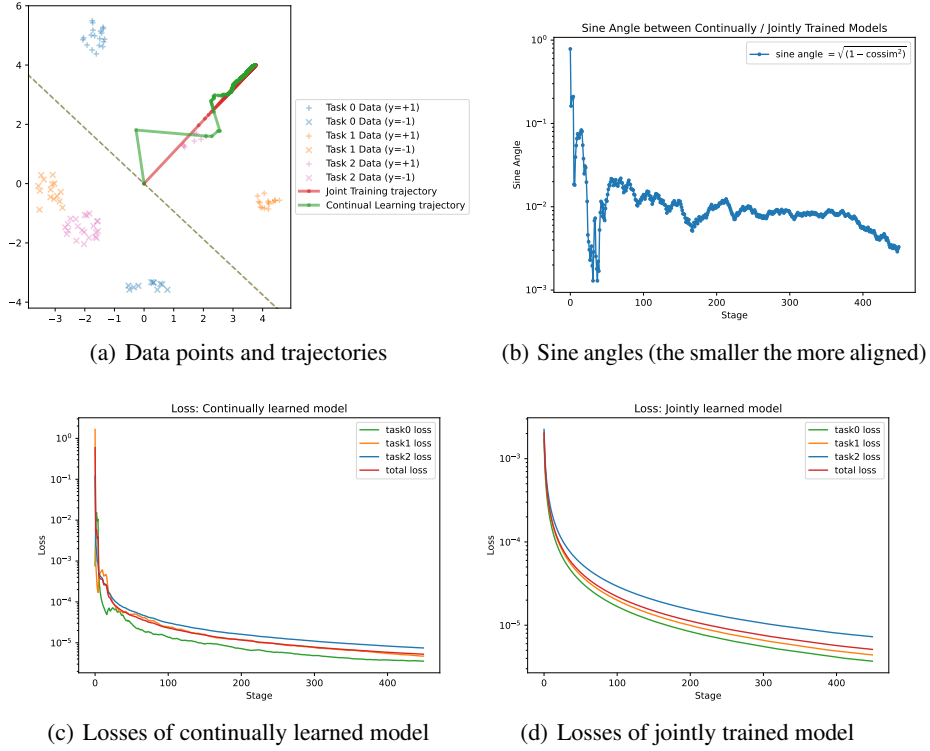 6
4
2
0
−2
−4
−3
−2
−1
0
1
2
3
4
Task 0 Data (y=+1)
Task 0 Data (y=-1)
Task 1 Data (y=+1)
Task 1 Data (y=-1)
Task 2 Data (y=+1)
Task 2 Data (y=-1)
Joint Training trajectory
Continual Learning trajectory
(a) Data points and trajectories
Sine Angle between Continually / Jointly Trained Models
sine angle = √(1 − cossim²)
Sine Angle
10⁰
10⁻¹
10⁻²
10⁻³
0
100
200
300
400
Stage
(b) Sine angles (the smaller the more aligned)
Loss: Continually learned model
task0 loss
task1 loss
task2 loss
total loss
Loss
10⁰
10⁻¹
10⁻²
10⁻³
10⁻⁴
10⁻⁵
0
100
200
300
400
Stage
(c) Losses of continually learned model
Loss: Jointly learned model
task0 loss
task1 loss
task2 loss
total loss
Loss
10⁻³
10⁻⁴
10⁻⁵
0
100
200
300
400
Stage
(d) Losses of jointly trained model